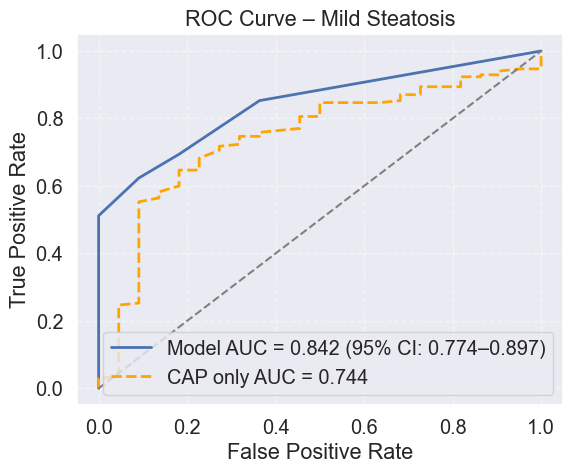 ROC Curve – Mild Steatosis
True Positive Rate
1.0
0.8
0.6
0.4
0.2
0.0
Model AUC = 0.842 (95% CI: 0.774–0.897)
CAP only AUC = 0.744
0.0 0.2 0.4 0.6 0.8 1.0
False Positive Rate